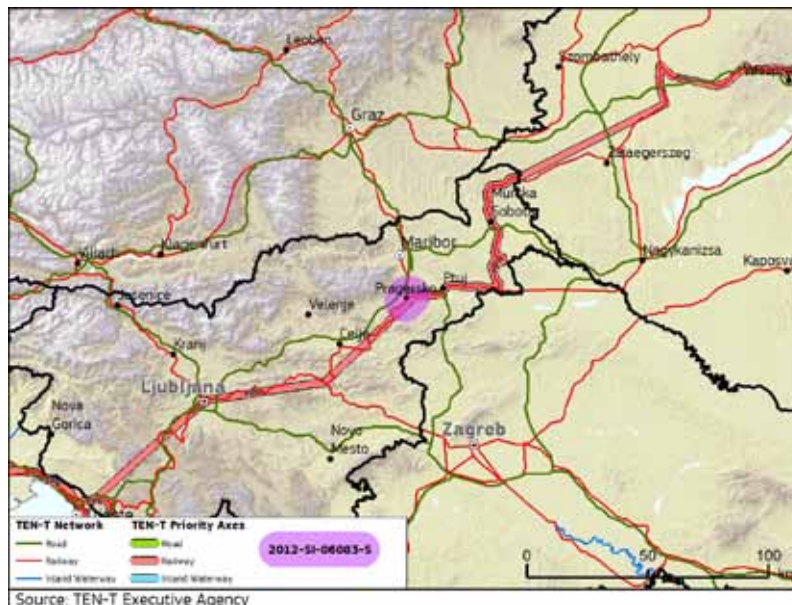 Leoben
Szombathely
Graz
Zalaegerszeg
Murska
Sobota
Maribor
Villach
Klagenfurt
Nagykanizsa
Ptuj
Pragersko
Jesenice
Velenje
Celje
Kranj
Ljubljana
Nova
Gorica
Novo
Mesto
Zagreb
TEN-T Network
Road
Railway
Inland Waterway
TEN-T Priority Axes
Road
Railway
Inland Waterway
2012-SI-06083-S
0 50 100
km
Source: TEN-T Executive Agency